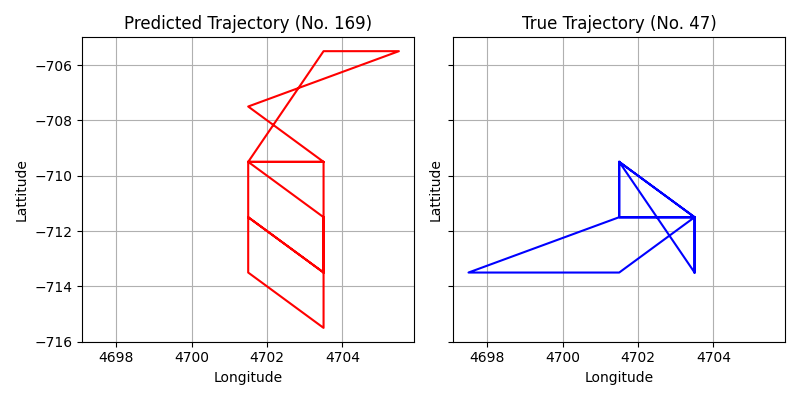 Predicted Trajectory (No. 169)
True Trajectory (No. 47)
Lattitude
−706
−708
−710
−712
−714
−716
4698
4700
4702
4704
Longitude
Lattitude
4698
4700
4702
4704
Longitude